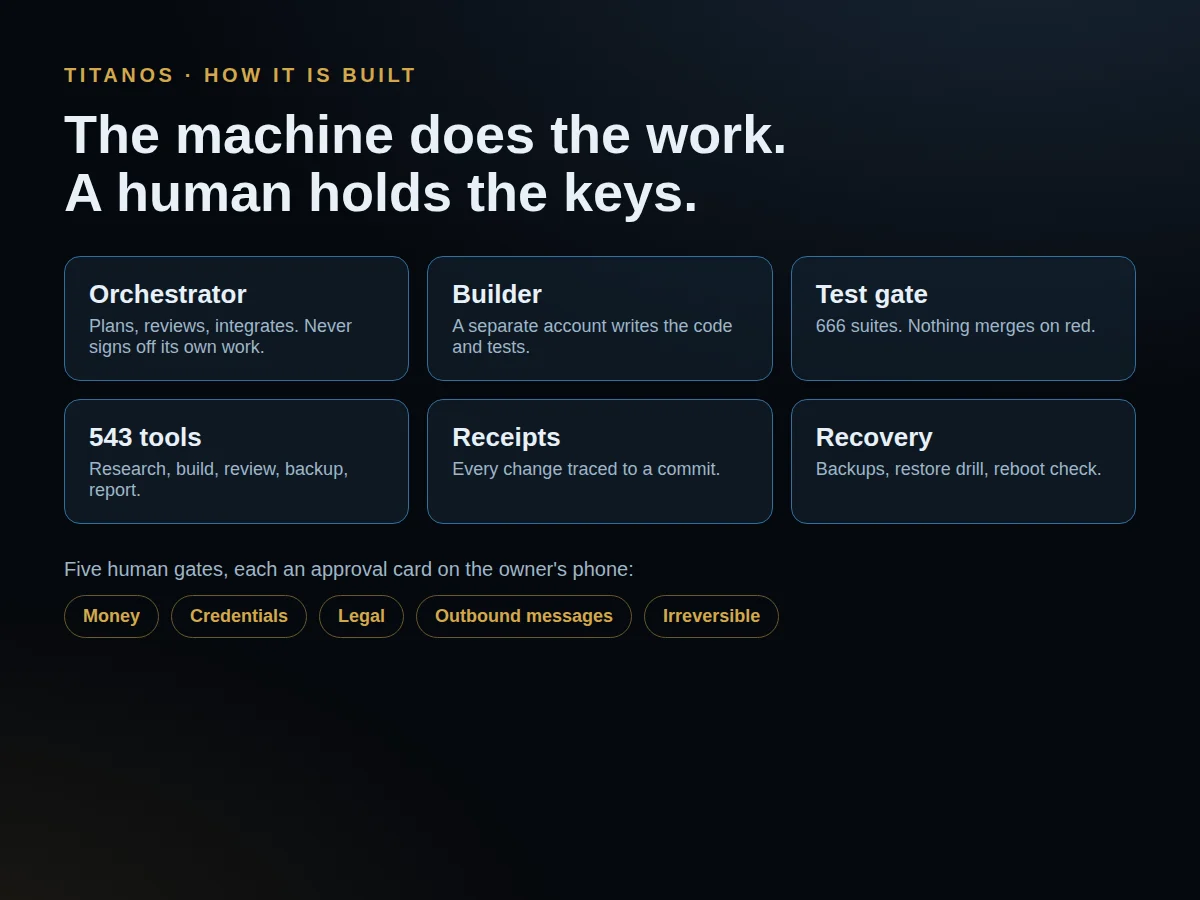 TITANOS · HOW IT IS BUILT
The machine does the work.
A human holds the keys.
Orchestrator
Plans, reviews, integrates. Never
signs off its own work.
Builder
A separate account writes the code
and tests.
Test gate
666 suites. Nothing merges on red.
543 tools
Research, build, review, backup,
report.
Receipts
Every change traced to a commit.
Recovery
Backups, restore drill, reboot check.
Five human gates, each an approval card on the owner's phone:
Money
Credentials
Legal
Outbound messages
Irreversible